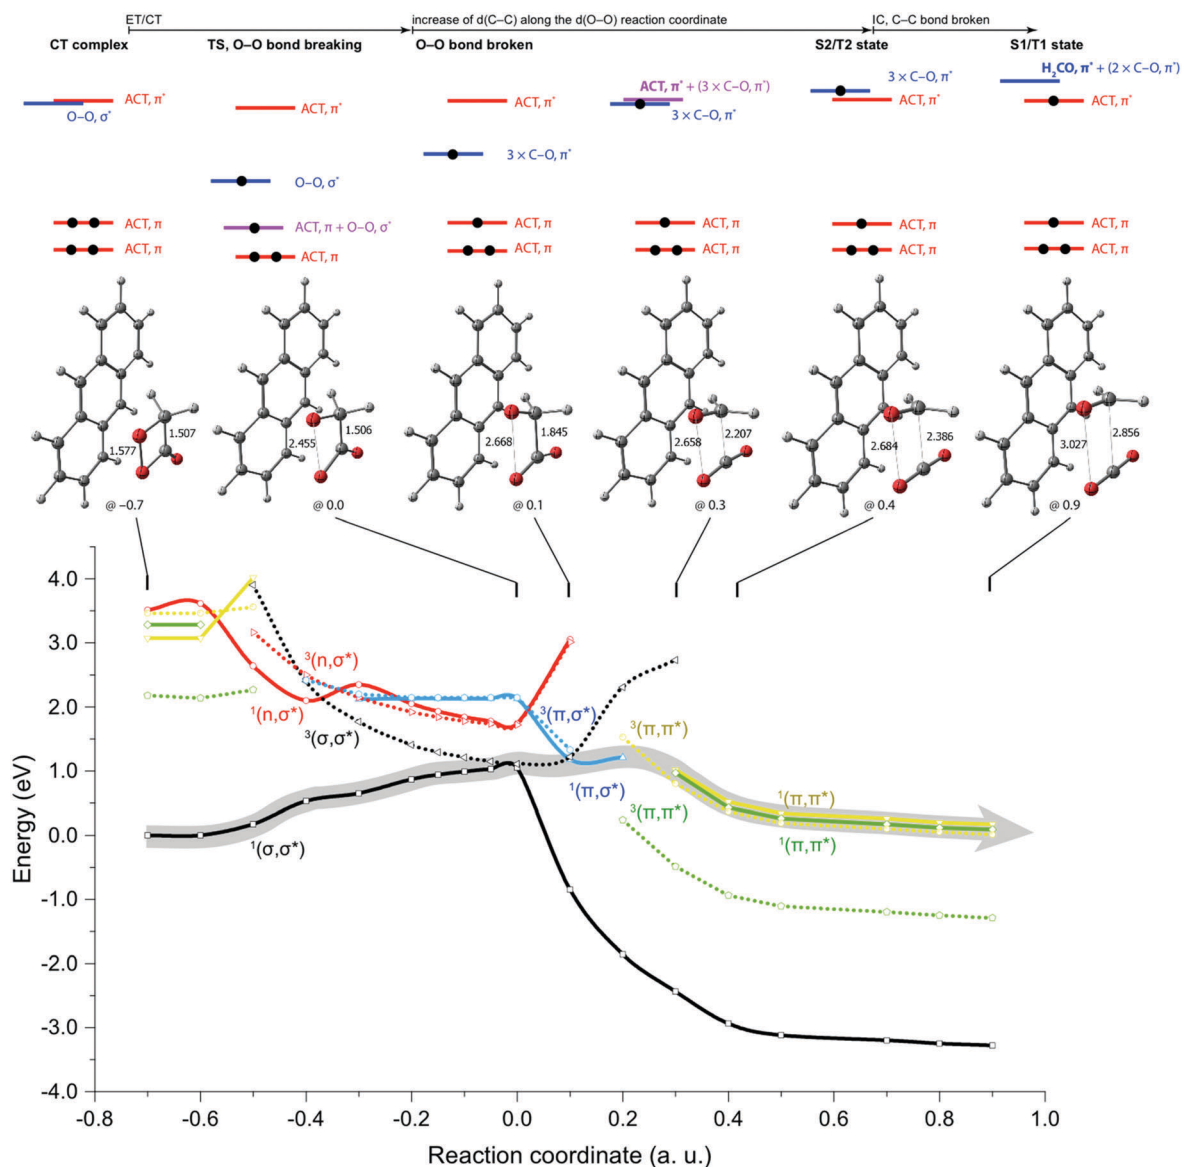 ET/CT
increase of d(C–C) along the d(O–O) reaction coordinate
IC, C–C bond broken
CT complex
TS, O–O bond breaking
O–O bond broken
S2/T2 state
S1/T1 state
ACT, π*
O–O, σ*
ACT, π
ACT, π
ACT, π*
O–O, σ*
ACT, π + O–O, σ*
ACT, π
ACT, π*
3 × C–O, π*
ACT, π
ACT, π
ACT, π* + (3 × C–O, π*)
3 × C–O, π*
ACT, π
ACT, π
3 × C–O, π*
ACT, π*
ACT, π
ACT, π
H₂CO, π* + (2 × C–O, π*)
ACT, π*
ACT, π
ACT, π
1.507
1.577
@ −0.7
1.506
2.455
@ 0.0
1.845
2.668
@ 0.1
2.207
2.658
@ 0.3
2.386
2.684
@ 0.4
2.856
3.027
@ 0.9
Energy (eV)
4.0
3.0
2.0
1.0
0.0
-1.0
-2.0
-3.0
-4.0
³(n,σ*)
¹(n,σ*)
³(σ,σ*)
¹(σ,σ*)
³(π,σ*)
¹(π,σ*)
³(π,π*)
³(π,π*)
¹(π,π*)
¹(π,π*)
-0.8
-0.6
-0.4
-0.2
0.0
0.2
0.4
0.6
0.8
1.0
Reaction coordinate (a. u.)